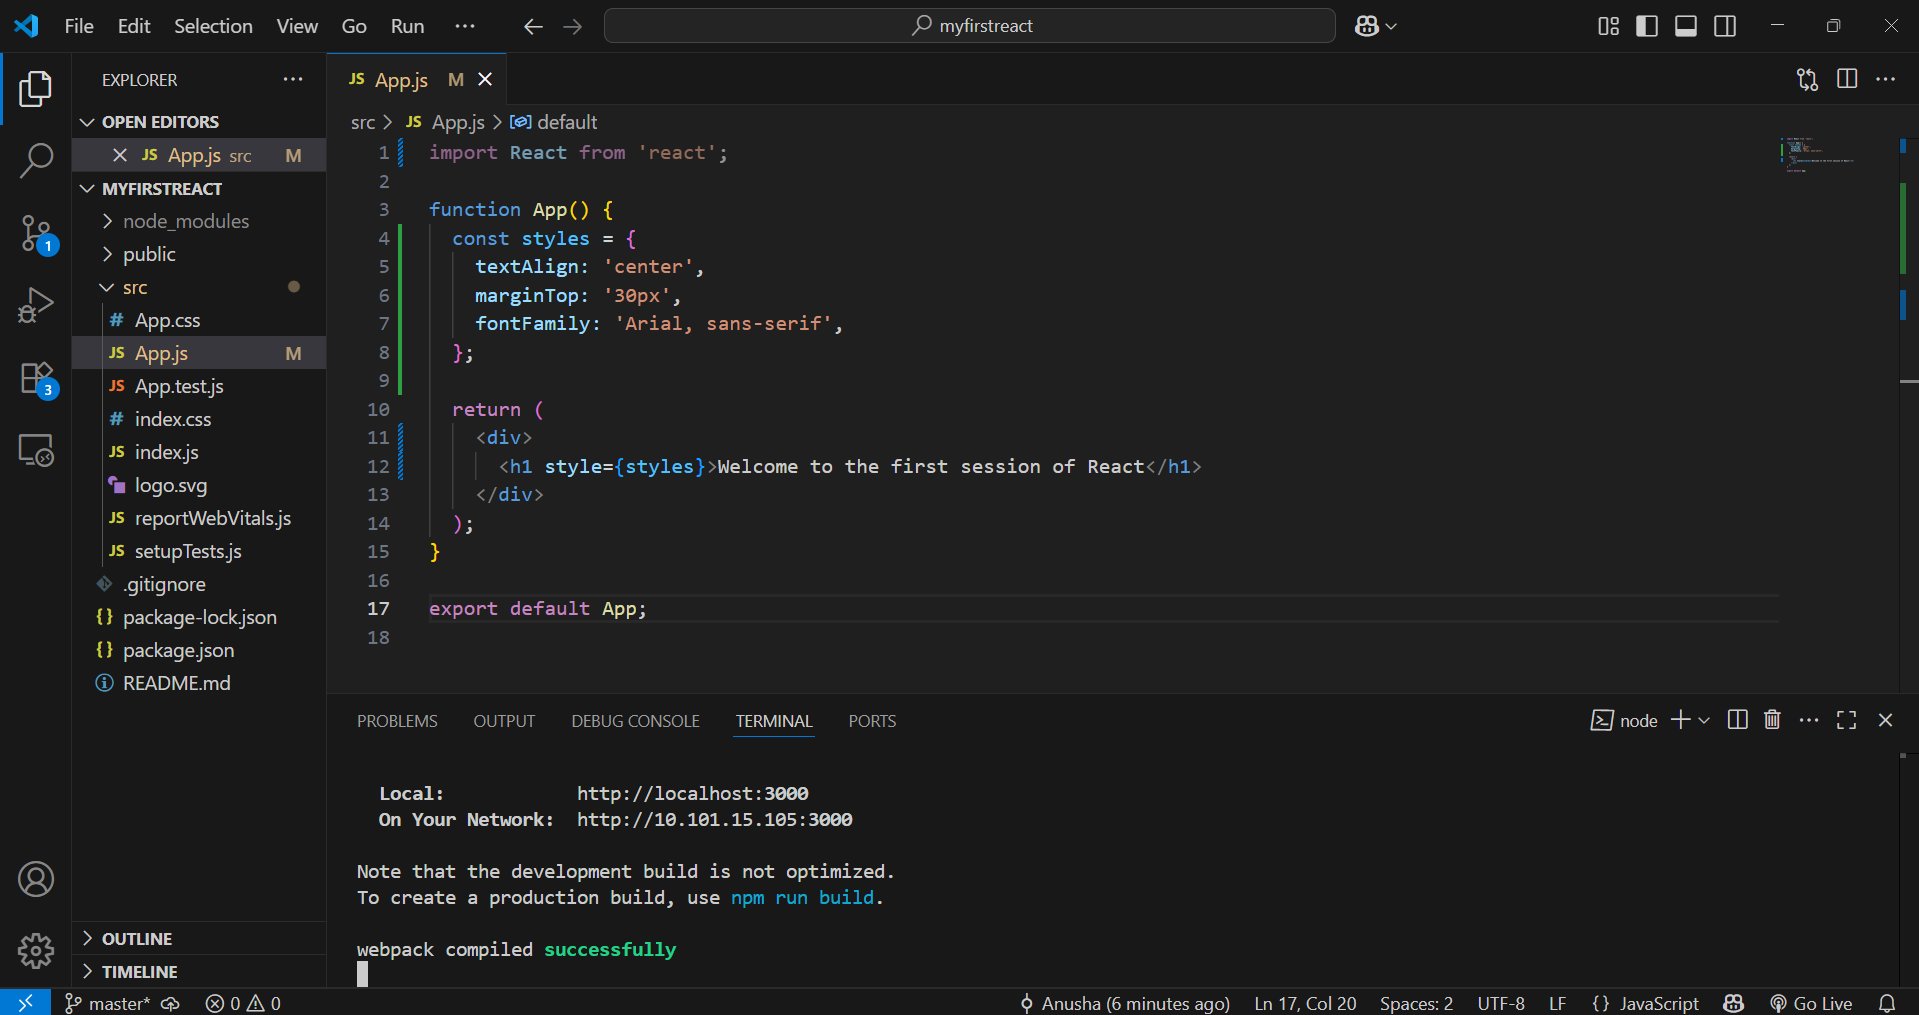 File Edit Selection View Go Run ··· myfirstreact
EXPLORER ···
OPEN EDITORS
JS App.js src M
MYFIRSTREACT
node_modules
public
src
# App.css
JS App.js M
JS App.test.js
# index.css
JS index.js
logo.svg
JS reportWebVitals.js
JS setupTests.js
.gitignore
{} package-lock.json
{} package.json
README.md
OUTLINE
TIMELINE
1
3
JS App.js M
src > JS App.js > default
1 import React from 'react';
2
3 function App() {
4 const styles = {
5 textAlign: 'center',
6 marginTop: '30px',
7 fontFamily: 'Arial, sans-serif',
8 };
9
10 return (
11 <div>
12 <h1 style={styles}>Welcome to the first session of React</h1>
13 </div>
14 );
15 }
16
17 export default App;
18
PROBLEMS OUTPUT DEBUG CONSOLE TERMINAL PORTS node
Local: http://localhost:3000
On Your Network: http://10.101.15.105:3000
Note that the development build is not optimized.
To create a production build, use npm run build.
webpack compiled successfully
master* 0 0 Anusha (6 minutes ago) Ln 17, Col 20 Spaces: 2 UTF-8 LF {} JavaScript Go Live